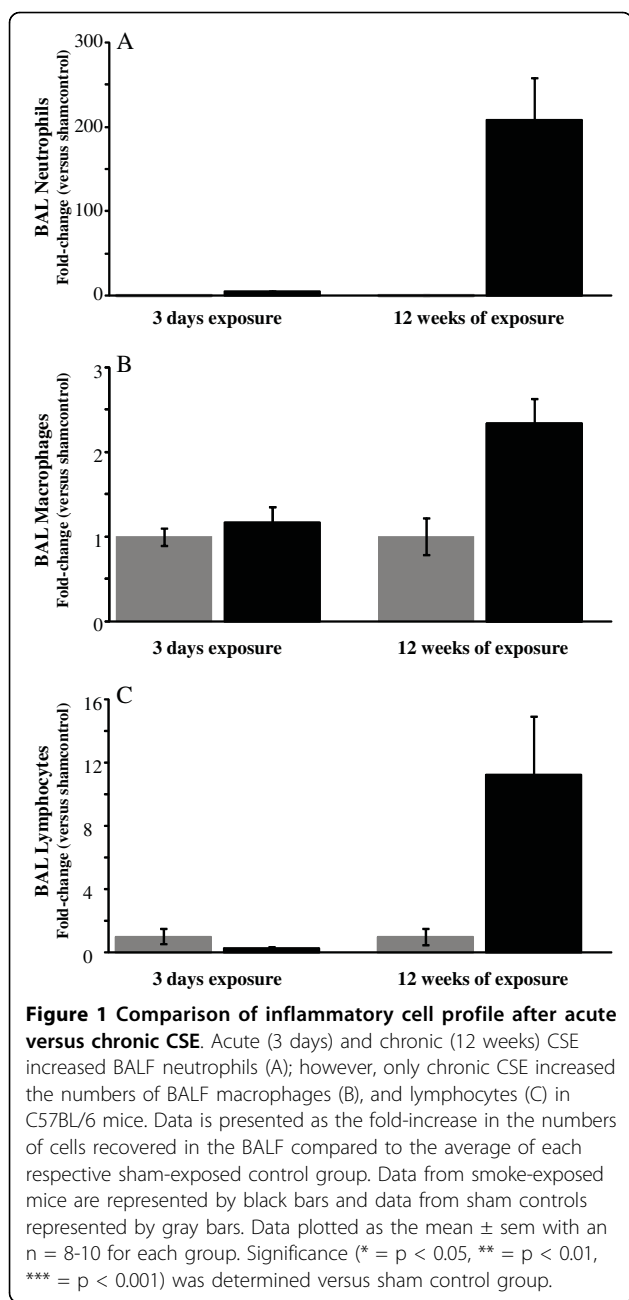 A
300
200
100
0
BAL Neutrophils
Fold-change (versus shamcontrol)
3 days exposure 12 weeks of exposure
B
3
2
1
0
BAL Macrophages
Fold-change (versus shamcontrol)
3 days exposure 12 weeks of exposure
C
16
12
8
4
0
BAL Lymphocytes
Fold-change (versus shamcontrol)
3 days exposure 12 weeks of exposure
Figure 1 Comparison of inflammatory cell profile after acute
versus chronic CSE. Acute (3 days) and chronic (12 weeks) CSE
increased BALF neutrophils (A); however, only chronic CSE increased
the numbers of BALF macrophages (B), and lymphocytes (C) in
C57BL/6 mice. Data is presented as the fold-increase in the numbers
of cells recovered in the BALF compared to the average of each
respective sham-exposed control group. Data from smoke-exposed
mice are represented by black bars and data from sham controls
represented by gray bars. Data plotted as the mean ± sem with an
n = 8-10 for each group. Significance (* = p < 0.05, ** = p < 0.01,
*** = p < 0.001) was determined versus sham control group.